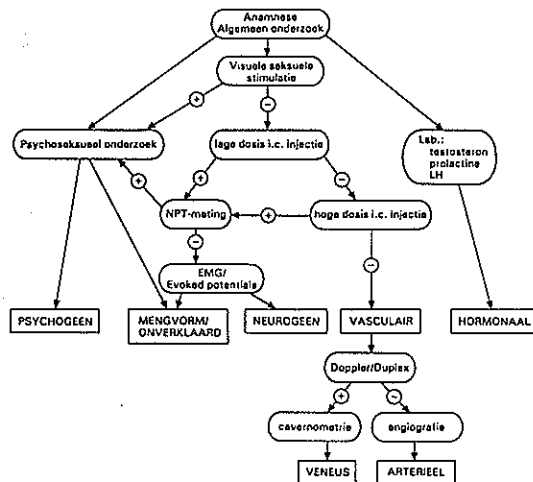 Anamnese
Algemeen onderzoek
Visuele seksuele
stimulatie
+
−
Psychoseksueel onderzoek
lage dosis i.c. injectie
Lab.:
testosteron
prolactine
LH
+
+
−
NPT-meting
+
hoge dosis i.c. injectie
−
−
EMG/
Evoked potentials
PSYCHOGEEN
MENGVORM/
ONVERKLAARD
NEUROGEEN
VASCULAIR
HORMONAAL
Doppler/Duplex
+
−
cavernometrie
angiografie
VENEUS
ARTERIEEL